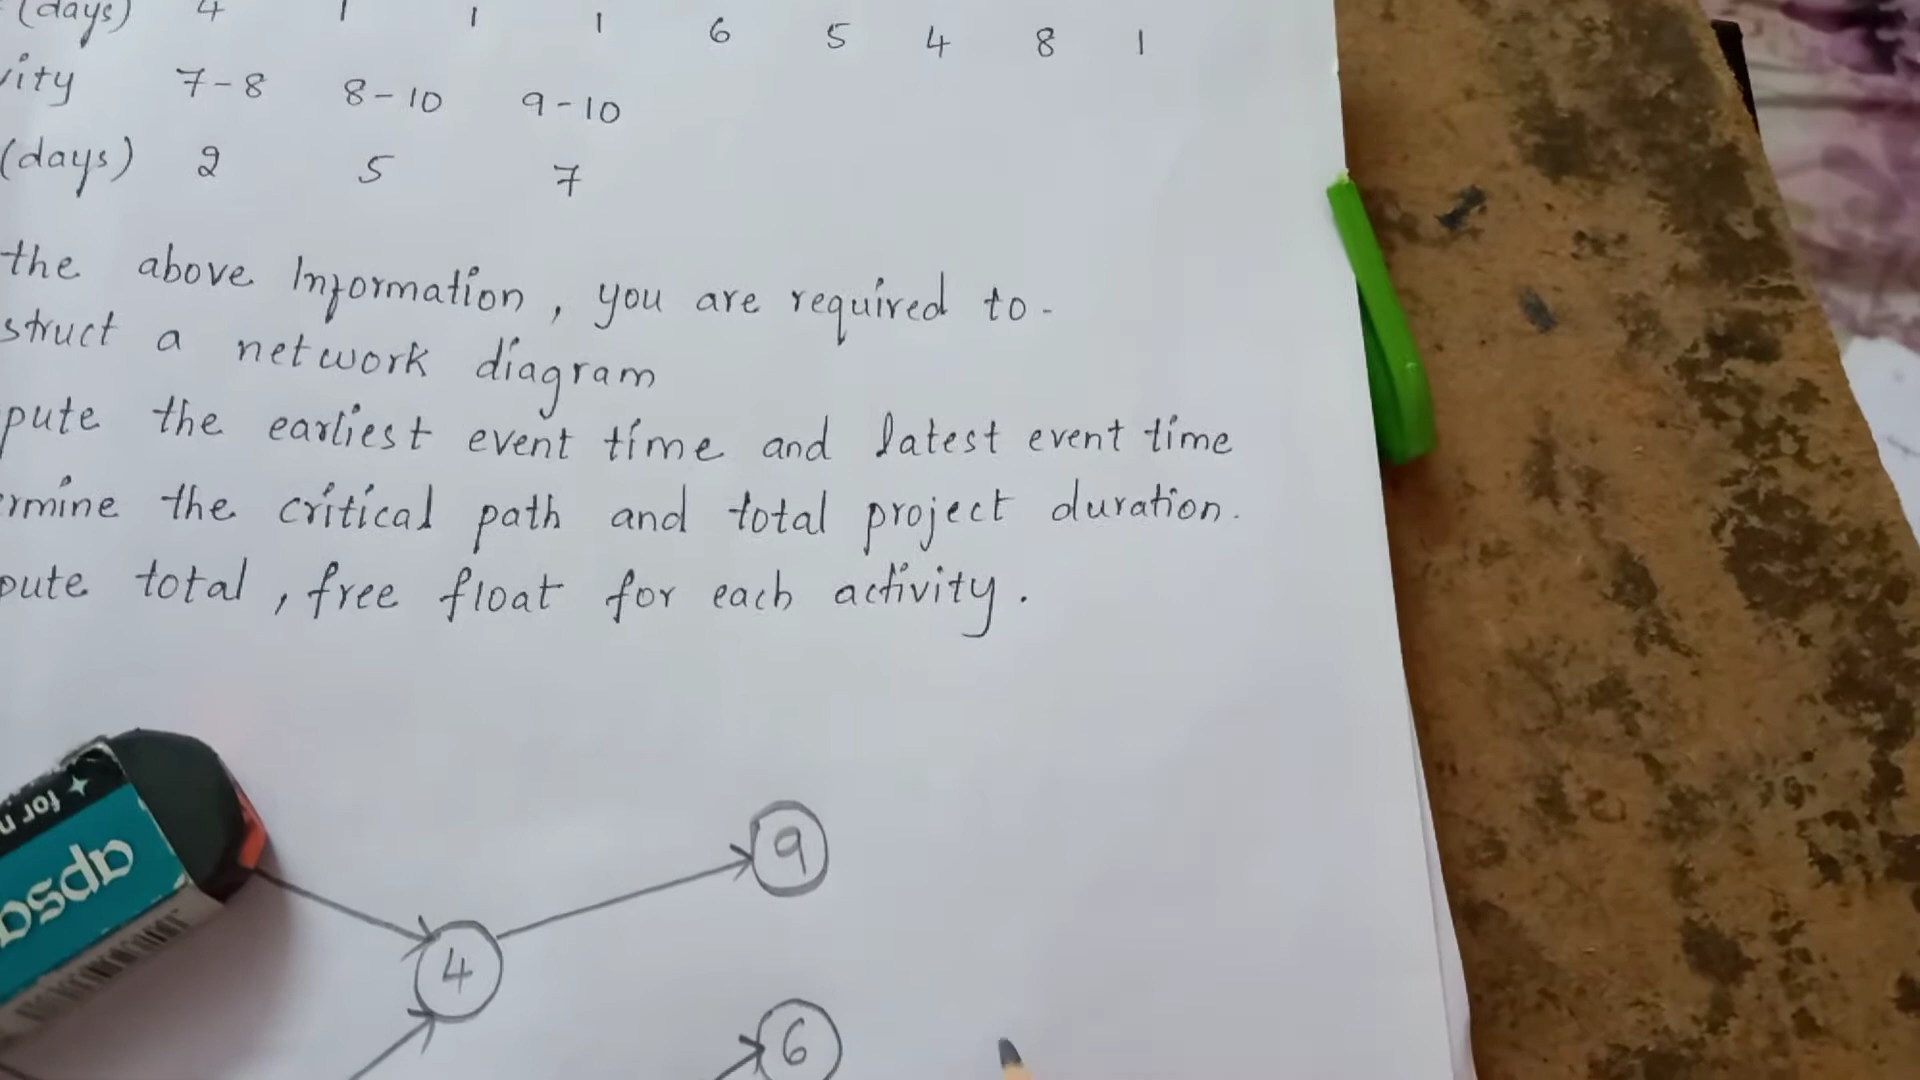 (days) 4 1 1 1 6 5 4 8 1
vity 7-8 8-10 9-10
(days) 2 5 7
the above Information, you are required to -
struct a network diagram
pute the earliest event time and latest event time
ermine the critical path and total project duration.
pute total, free float for each activity.
for
apsa
9
4
6